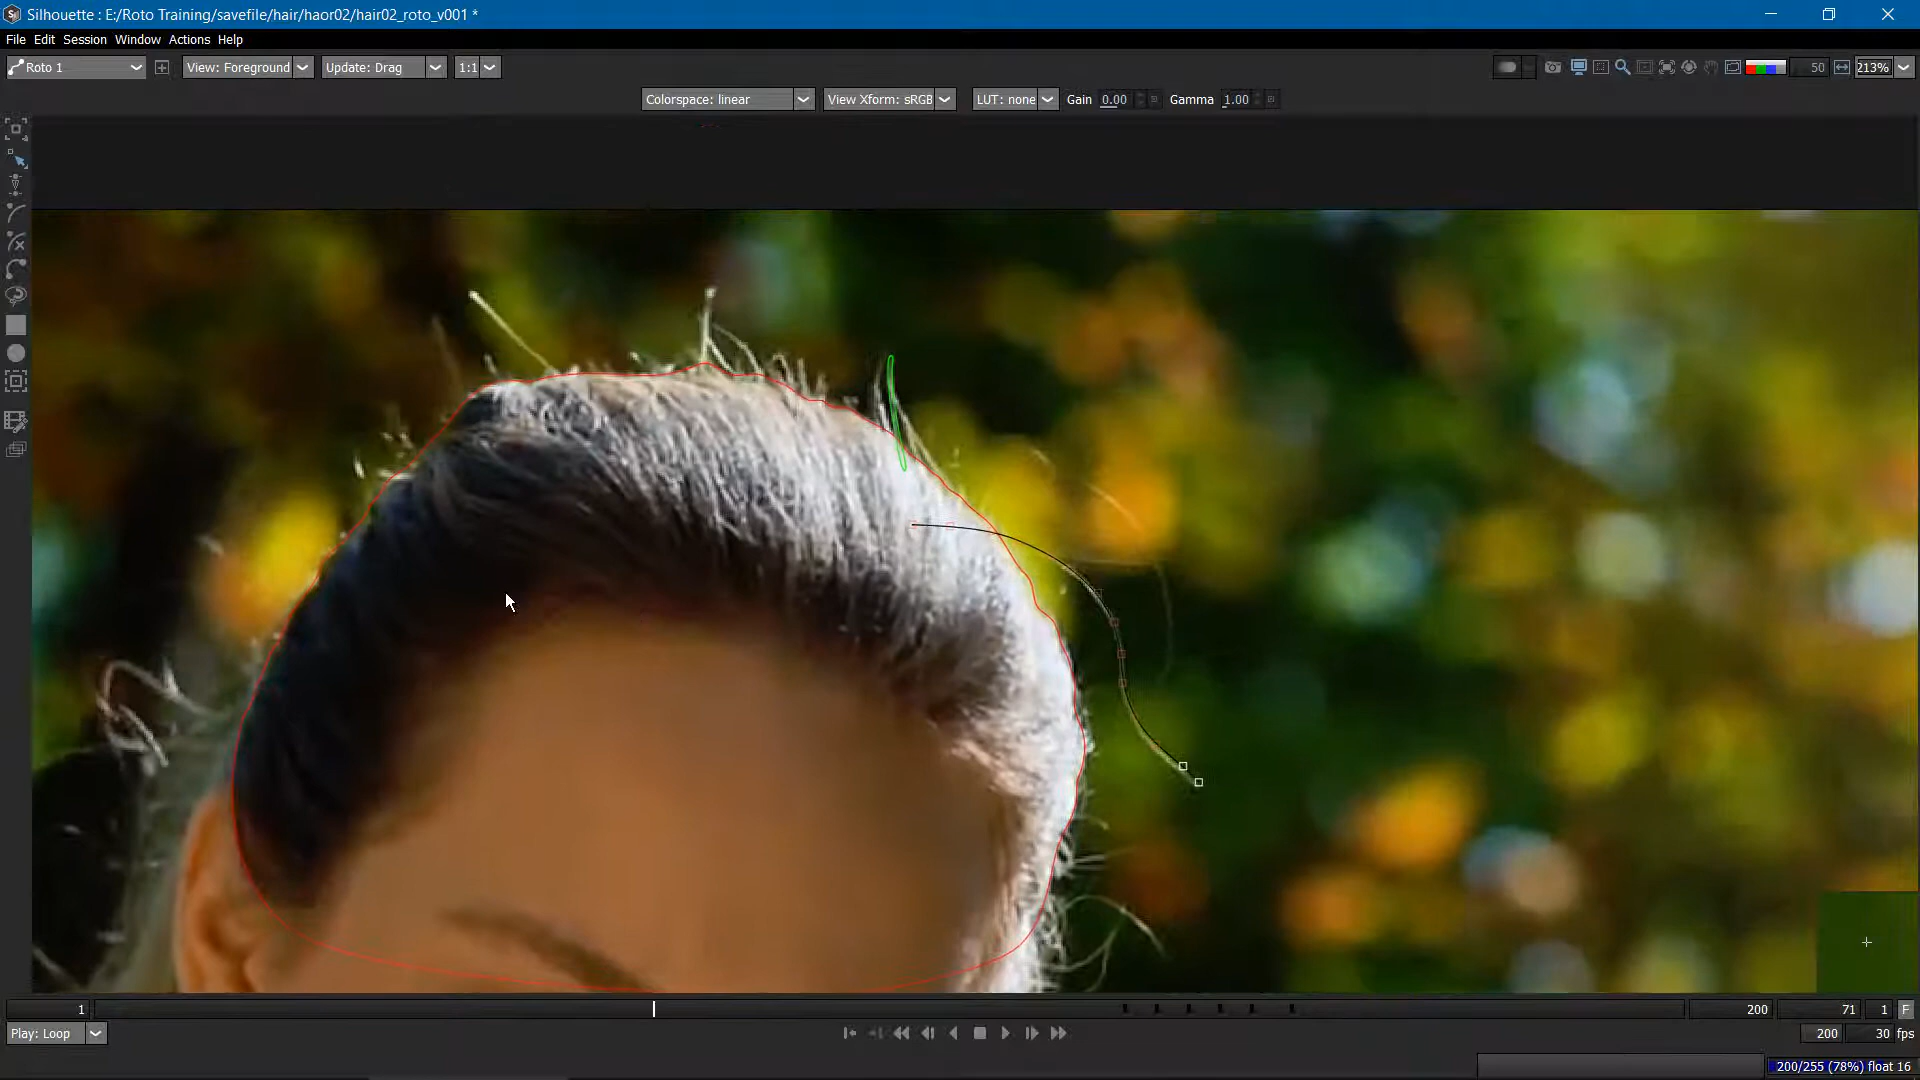 Silhouette : E:/Roto Training/savefile/hair/haor02/hair02_roto_v001 *
File Edit Session Window Actions Help
Roto 1 View: Foreground Update: Drag 1:1 50 213%
Colorspace: linear View Xform: sRGB LUT: none Gain 0.00 Gamma 1.00
1 200 71 1 F
Play: Loop 200 30 fps
200/255 (78%) float 16